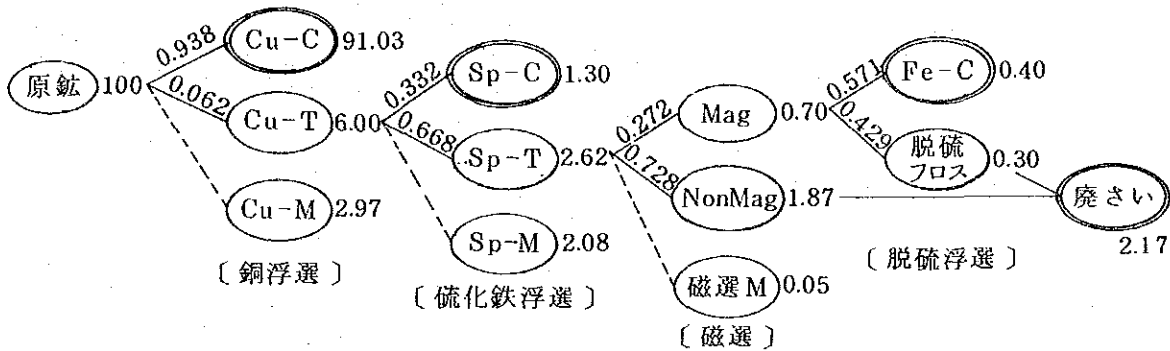 原鉱 100
0.938 Cu-C 91.03
0.062 Cu-T 6.00
Cu-M 2.97
〔銅浮選〕
0.332 Sp-C 1.30
0.668 Sp-T 2.62
Sp-M 2.08
〔硫化鉄浮選〕
0.272 Mag 0.70
0.728 NonMag 1.87
磁選M 0.05
〔磁選〕
0.571 Fe-C 0.40
0.429 脱硫
フロス 0.30
〔脱硫浮選〕
廃さい
2.17